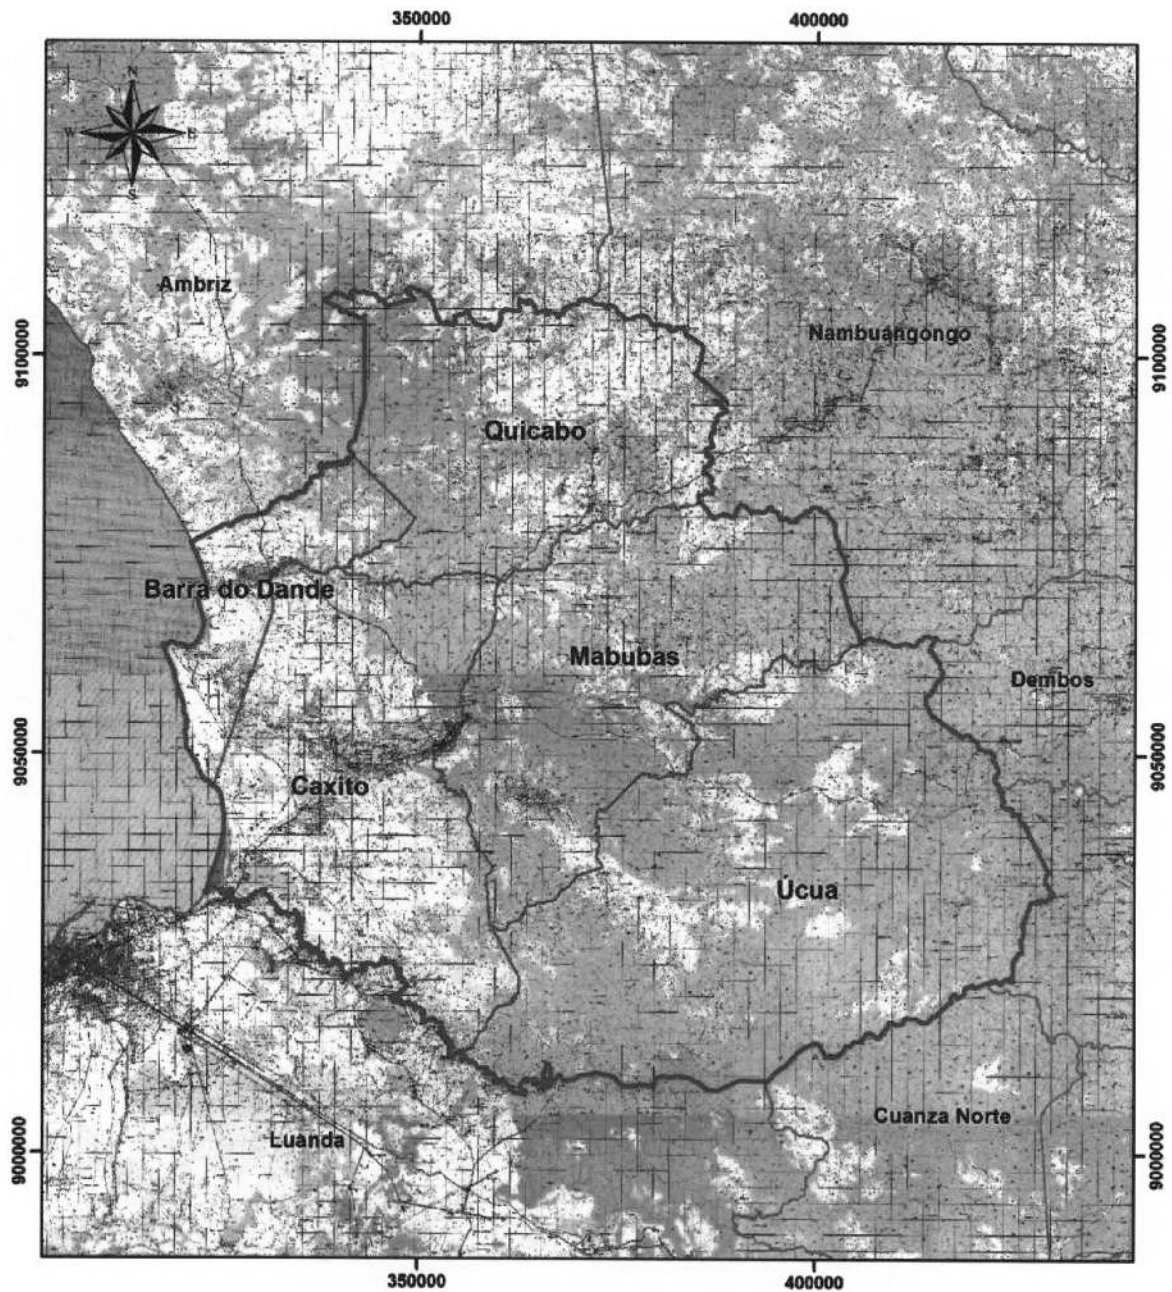 350000
400000
N
W
E
S
Ambriz
Nambuangongo
9100000
9100000
Quicabo
Barra do Dande
Mabubas
Dembos
9050000
9050000
Caxito
Úcua
Cuanza Norte
Luanda
9000000
9000000
350000
400000